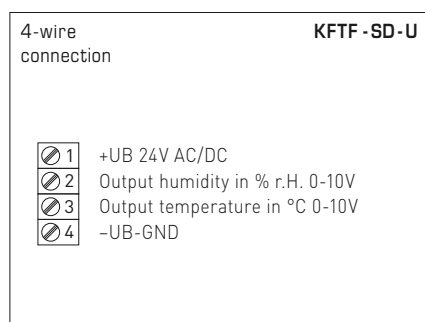 4-wire KFTF-SD-U
connection
1 +UB 24V AC/DC
2 Output humidity in % r.H. 0-10V
3 Output temperature in °C 0-10V
4 –UB-GND